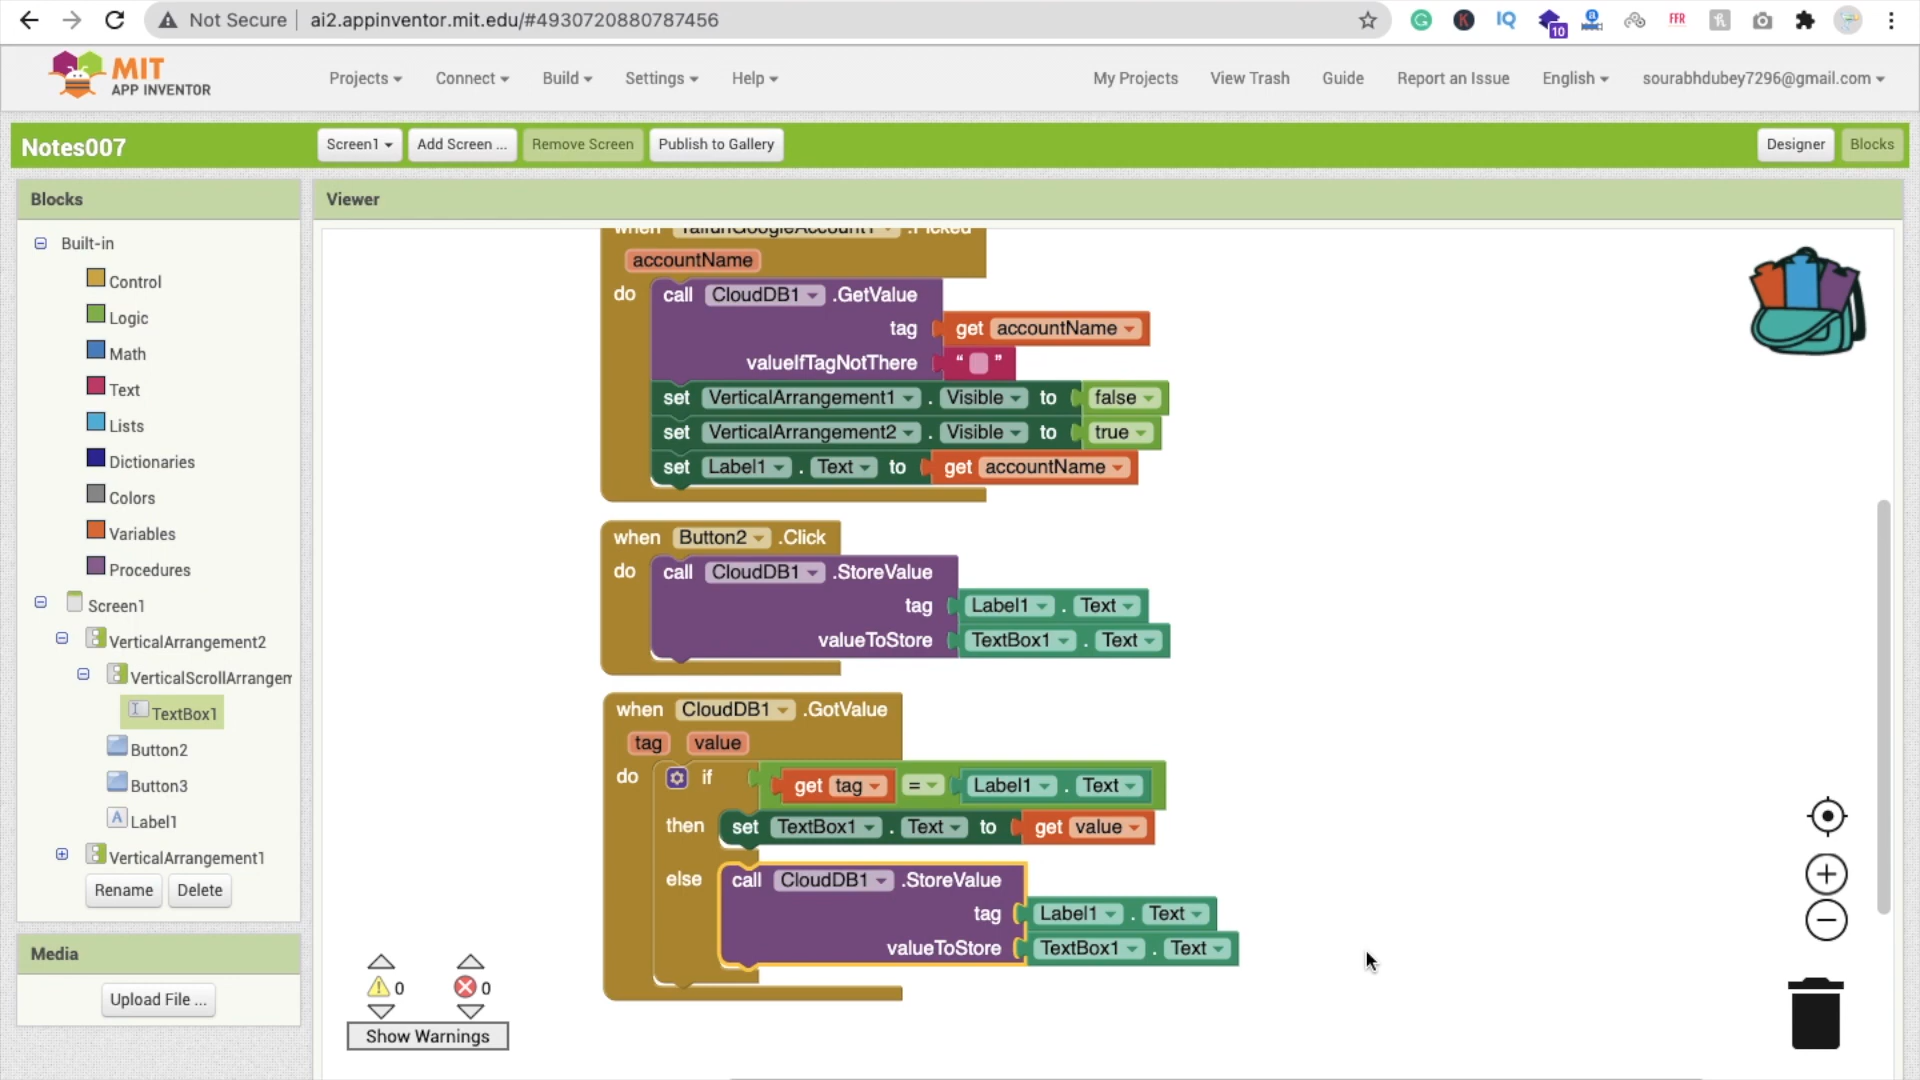 Not Secure
ai2.appinventor.mit.edu/#4930720880787456
IQ
10
a
FFR
MIT
APP INVENTOR
Projects
Connect
Build
Settings
Help
My Projects
View Trash
Guide
Report an Issue
English
sourabhdubey7296@gmail.com
Notes007
Screen1
Add Screen ...
Remove Screen
Publish to Gallery
Designer
Blocks
Blocks
Viewer
Built-in
Control
Logic
Math
Text
Lists
Dictionaries
Colors
Variables
Procedures
Screen1
VerticalArrangement2
VerticalScrollArrangem
TextBox1
Button2
Button3
A Label1
VerticalArrangement1
Rename
Delete
Media
Upload File ...
when TaifunGoogleAccount1 .Picked
accountName
do call CloudDB1 .GetValue
tag get accountName
valueIfTagNotThere “ ”
set VerticalArrangement1 . Visible to false
set VerticalArrangement2 . Visible to true
set Label1 . Text to get accountName
when Button2 .Click
do call CloudDB1 .StoreValue
tag Label1 . Text
valueToStore TextBox1 . Text
when CloudDB1 .GotValue
tag value
do if get tag = Label1 . Text
then set TextBox1 . Text to get value
else call CloudDB1 .StoreValue
tag Label1 . Text
valueToStore TextBox1 . Text
0
0
Show Warnings